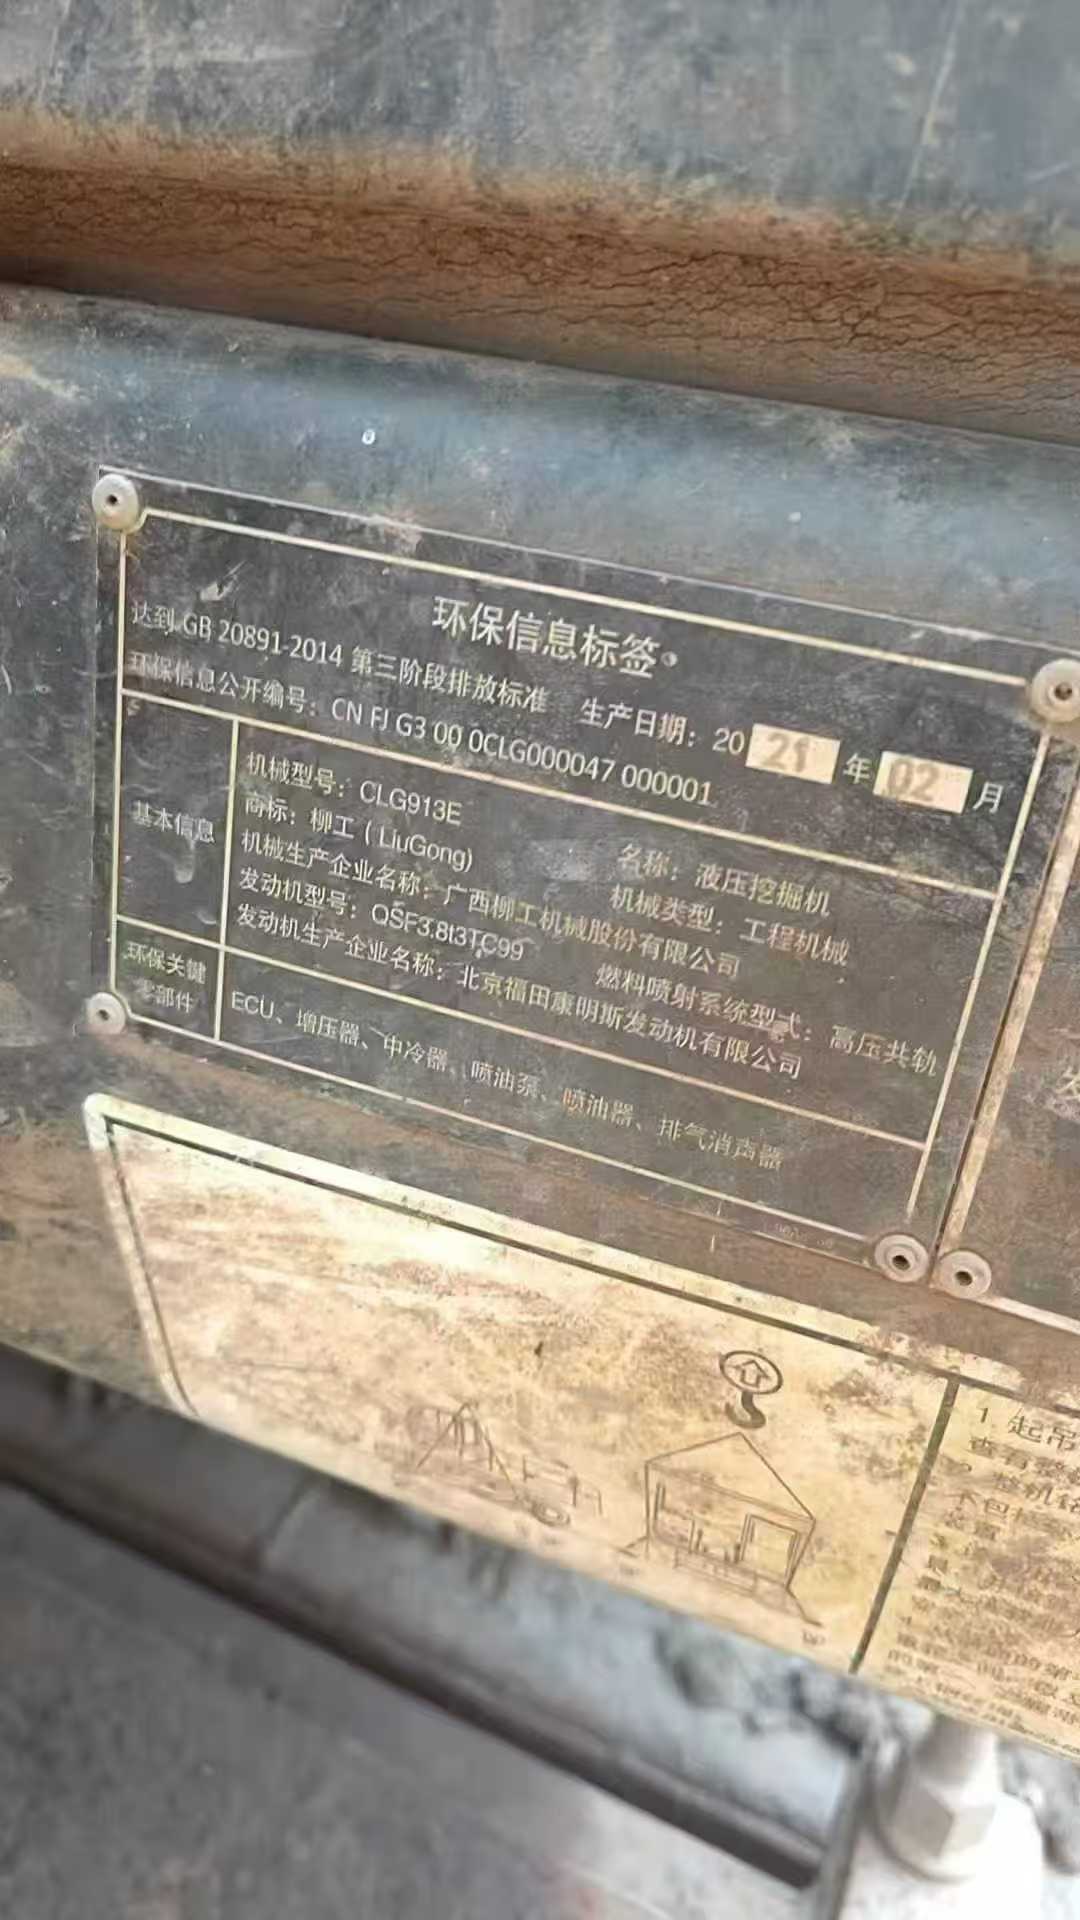 环保信息标签
达到 GB 20891-2014 第三阶段排放标准 生产日期：2021年02月
环保信息公开编号：CN FJ G3 00 0CLG000047 000001
基本信息
机械型号：CLG913E 名称：液压挖掘机
商标：柳工 ( LiuGong) 机械类型：工程机械
机械生产企业名称：广西柳工机械股份有限公司
发动机型号：QSF3.8t3TC99 燃料喷射系统型式：高压共轨
发动机生产企业名称：北京福田康明斯发动机有限公司
环保关键
零部件
ECU、增压器、中冷器、喷油泵、喷油器、排气消声器
1. 起吊
查有
整机